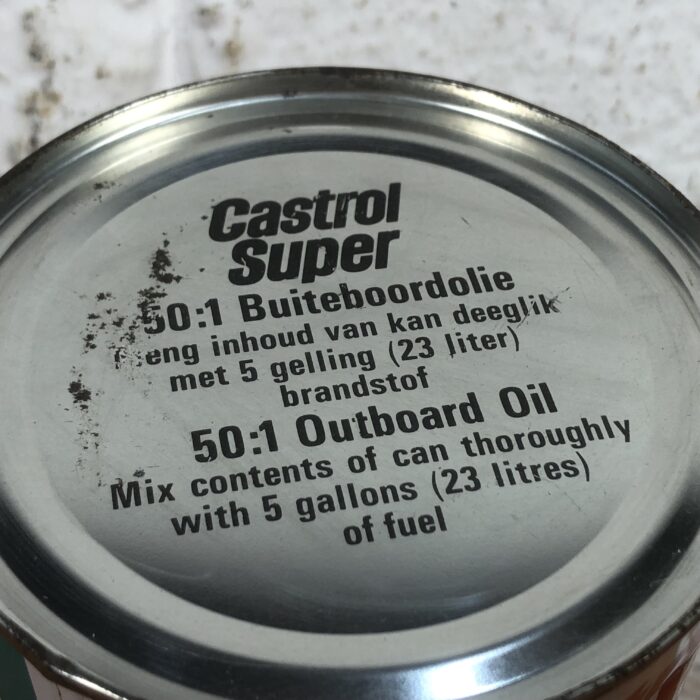 Castrol
Super
50:1 Buiteboordolie
meng inhoud van kan deeglik
met 5 gelling (23 liter)
brandstof
50:1 Outboard Oil
Mix contents of can thoroughly
with 5 gallons (23 litres)
of fuel